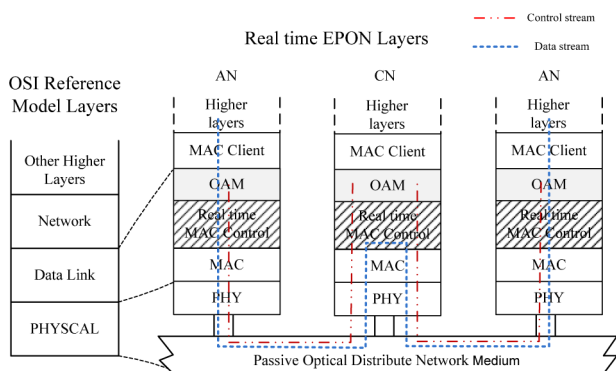 Control stream
Data stream
Real time EPON Layers
OSI Reference
Model Layers
Other Higher
Layers
Network
Data Link
PHYSCAL
AN
Higher
layers
MAC Client
OAM
Real time
MAC Control
MAC
PHY
CN
Higher
layers
MAC Client
OAM
Real time
MAC Control
MAC
PHY
AN
Higher
layers
MAC Client
OAM
Real time
MAC Control
MAC
PHY
Passive Optical Distribute Network Medium